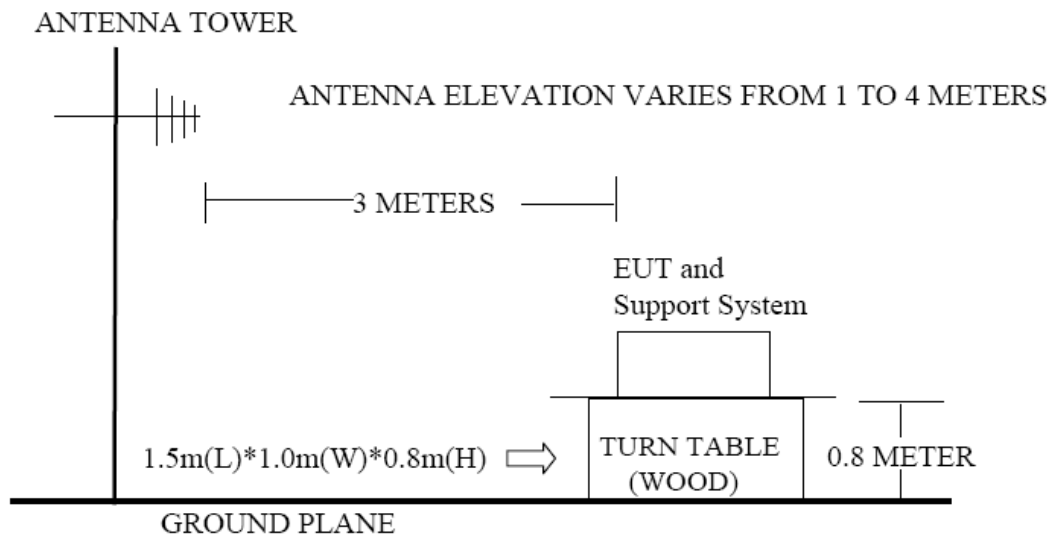 ANTENNA TOWER
ANTENNA ELEVATION VARIES FROM 1 TO 4 METERS
3 METERS
EUT and
Support System
1.5m(L)*1.0m(W)*0.8m(H)
TURN TABLE
(WOOD)
0.8 METER
GROUND PLANE